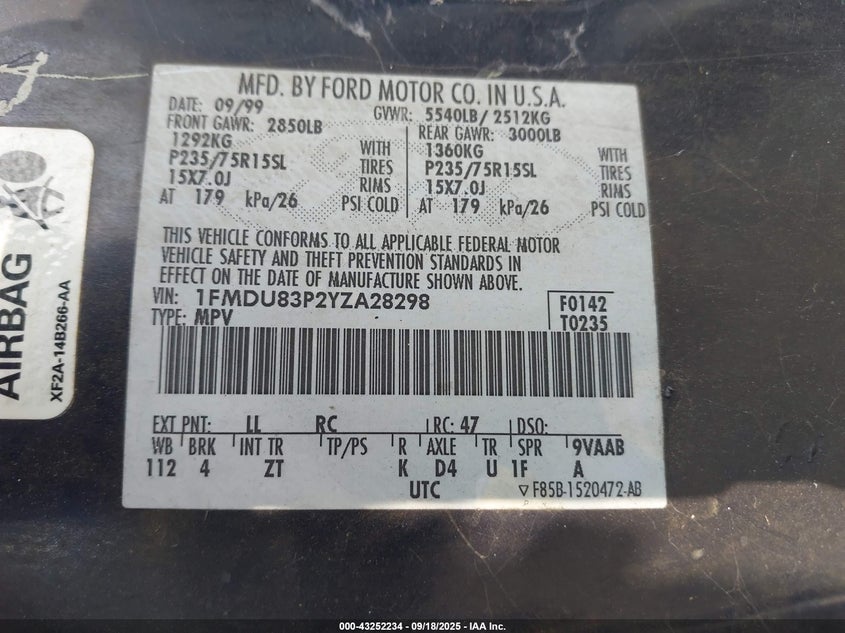 MFD. BY FORD MOTOR CO. IN U.S.A.
DATE: 09/99 GVWR: 5540LB/ 2512KG
FRONT GAWR: 2850LB REAR GAWR: 3000LB
1292KG WITH 1360KG WITH
P235/75R15SL TIRES P235/75R15SL TIRES
15X7.0J RIMS 15X7.0J RIMS
AT 179 kPa/26 PSI COLD AT 179 kPa/26 PSI COLD
THIS VEHICLE CONFORMS TO ALL APPLICABLE FEDERAL MOTOR
VEHICLE SAFETY AND THEFT PREVENTION STANDARDS IN
EFFECT ON THE DATE OF MANUFACTURE SHOWN ABOVE.
VIN: 1FMDU83P2YZA28298 F0142
TYPE: MPV T0235
EXT PNT: LL RC RC: 47 DSO:
WB BRK INT TR TP/PS R AXLE TR SPR 9VAAB
112 4 ZT K D4 U 1F A
UTC ▽ F85B-1520472-AB
AIRBAG
XF2A-14B266-AA
000-43252234 - 09/18/2025 - IAA Inc.